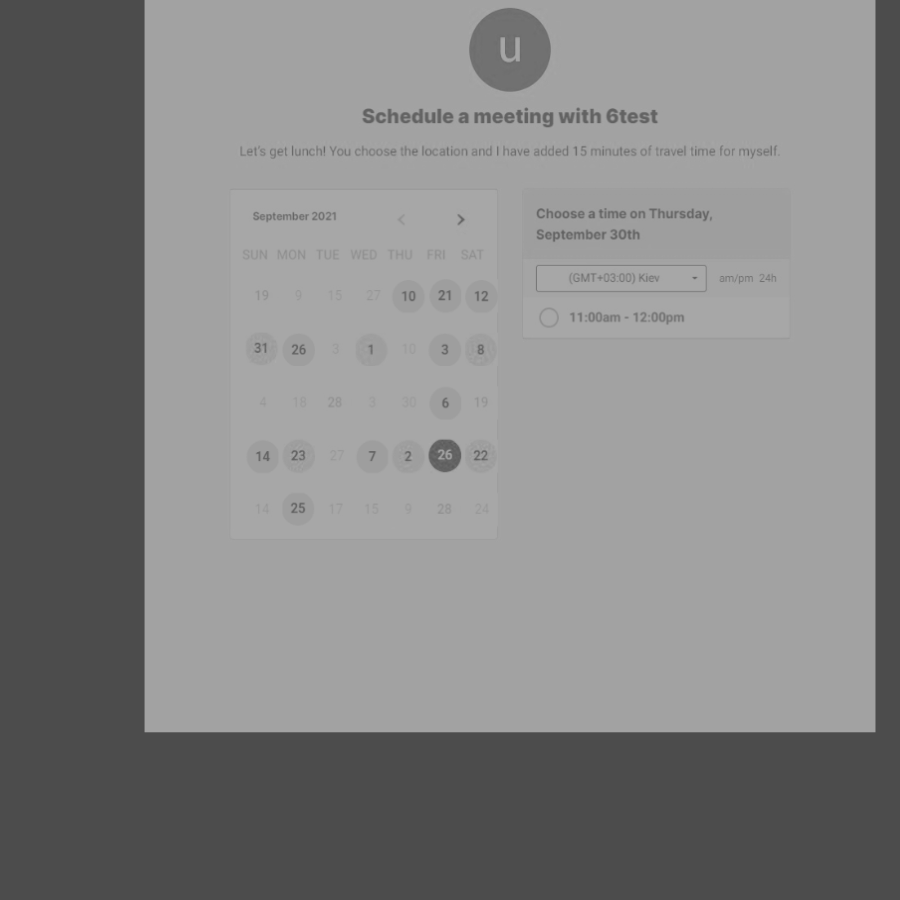 u
Schedule a meeting with 6test
Let's get lunch! You choose the location and I have added 15 minutes of travel time for myself.
September 2021
SUN MON TUE WED THU FRI SAT
19 9 15 27 10 21 12
31 26 3 1 10 3 8
4 18 28 3 30 6 19
14 23 27 7 2 26 22
14 25 17 15 9 28 24
Choose a time on Thursday,
September 30th
(GMT+03:00) Kiev am/pm 24h
11:00am - 12:00pm